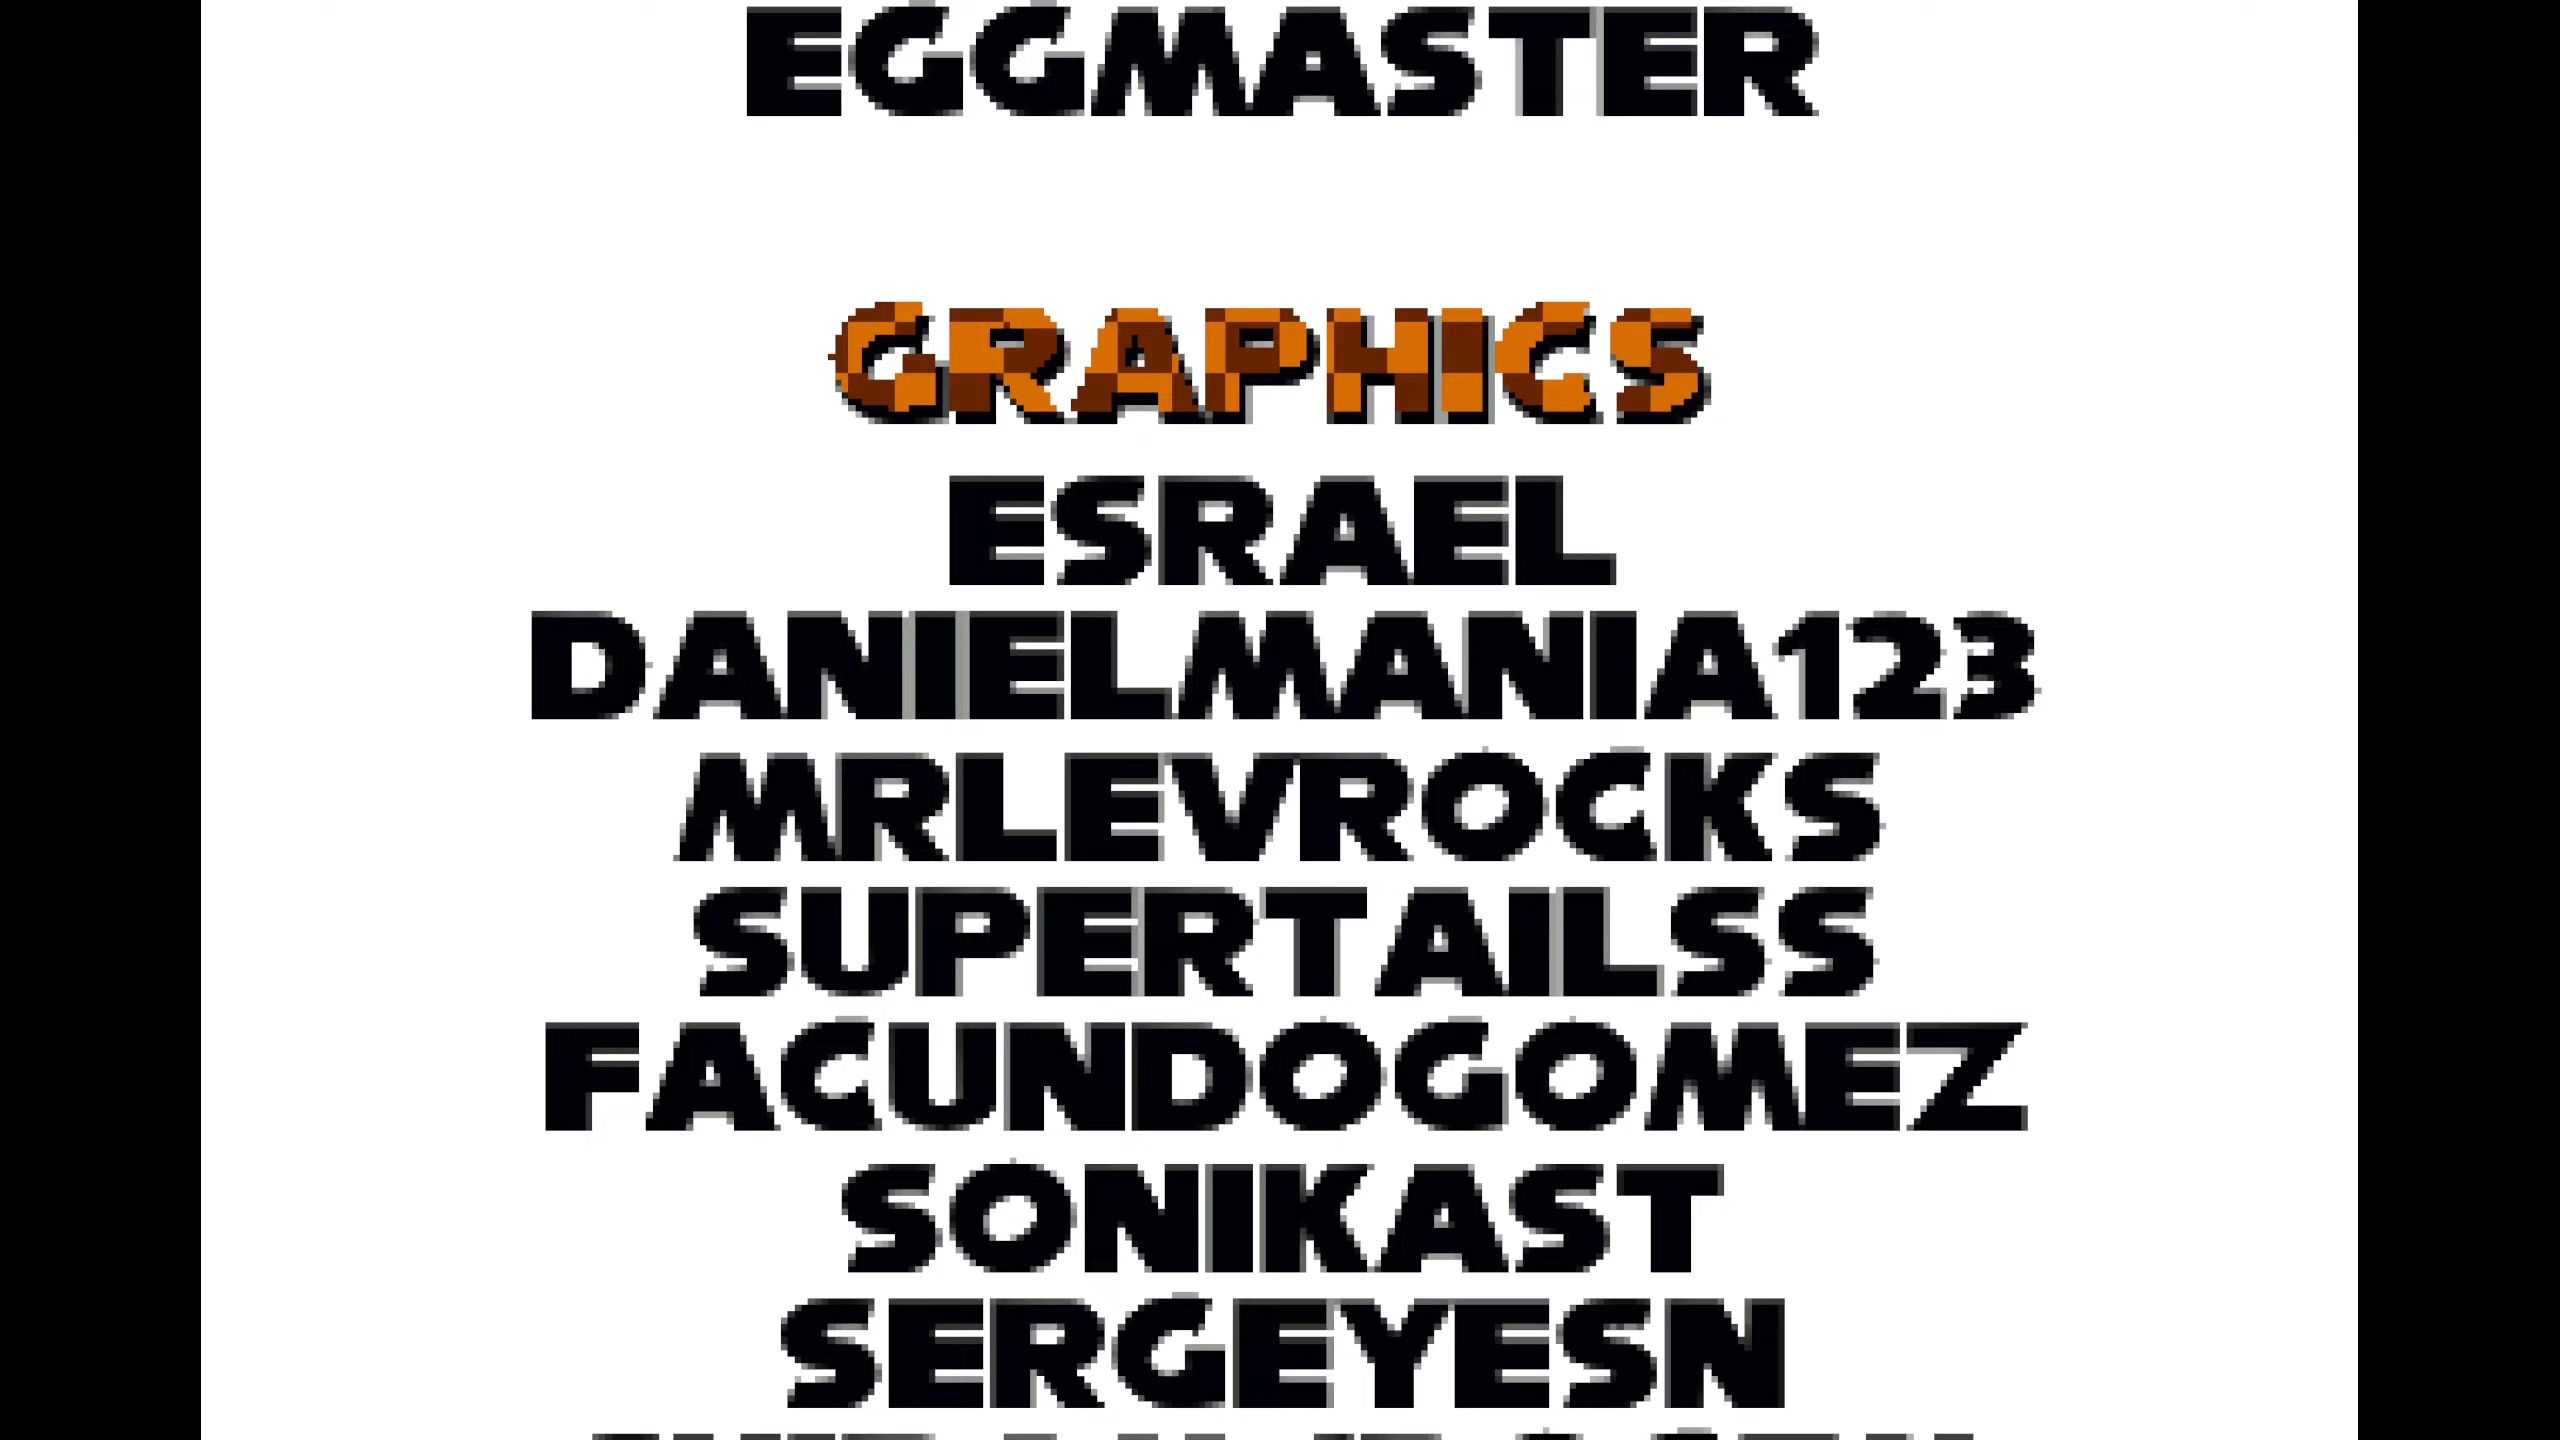 EGGMASTER
GRAPHICS
ESRAEL
DANIELMANIA123
MRLEVROCKS
SUPERTAILSS
FACUNDOGOMEZ
SONIKAST
SERGEYESN